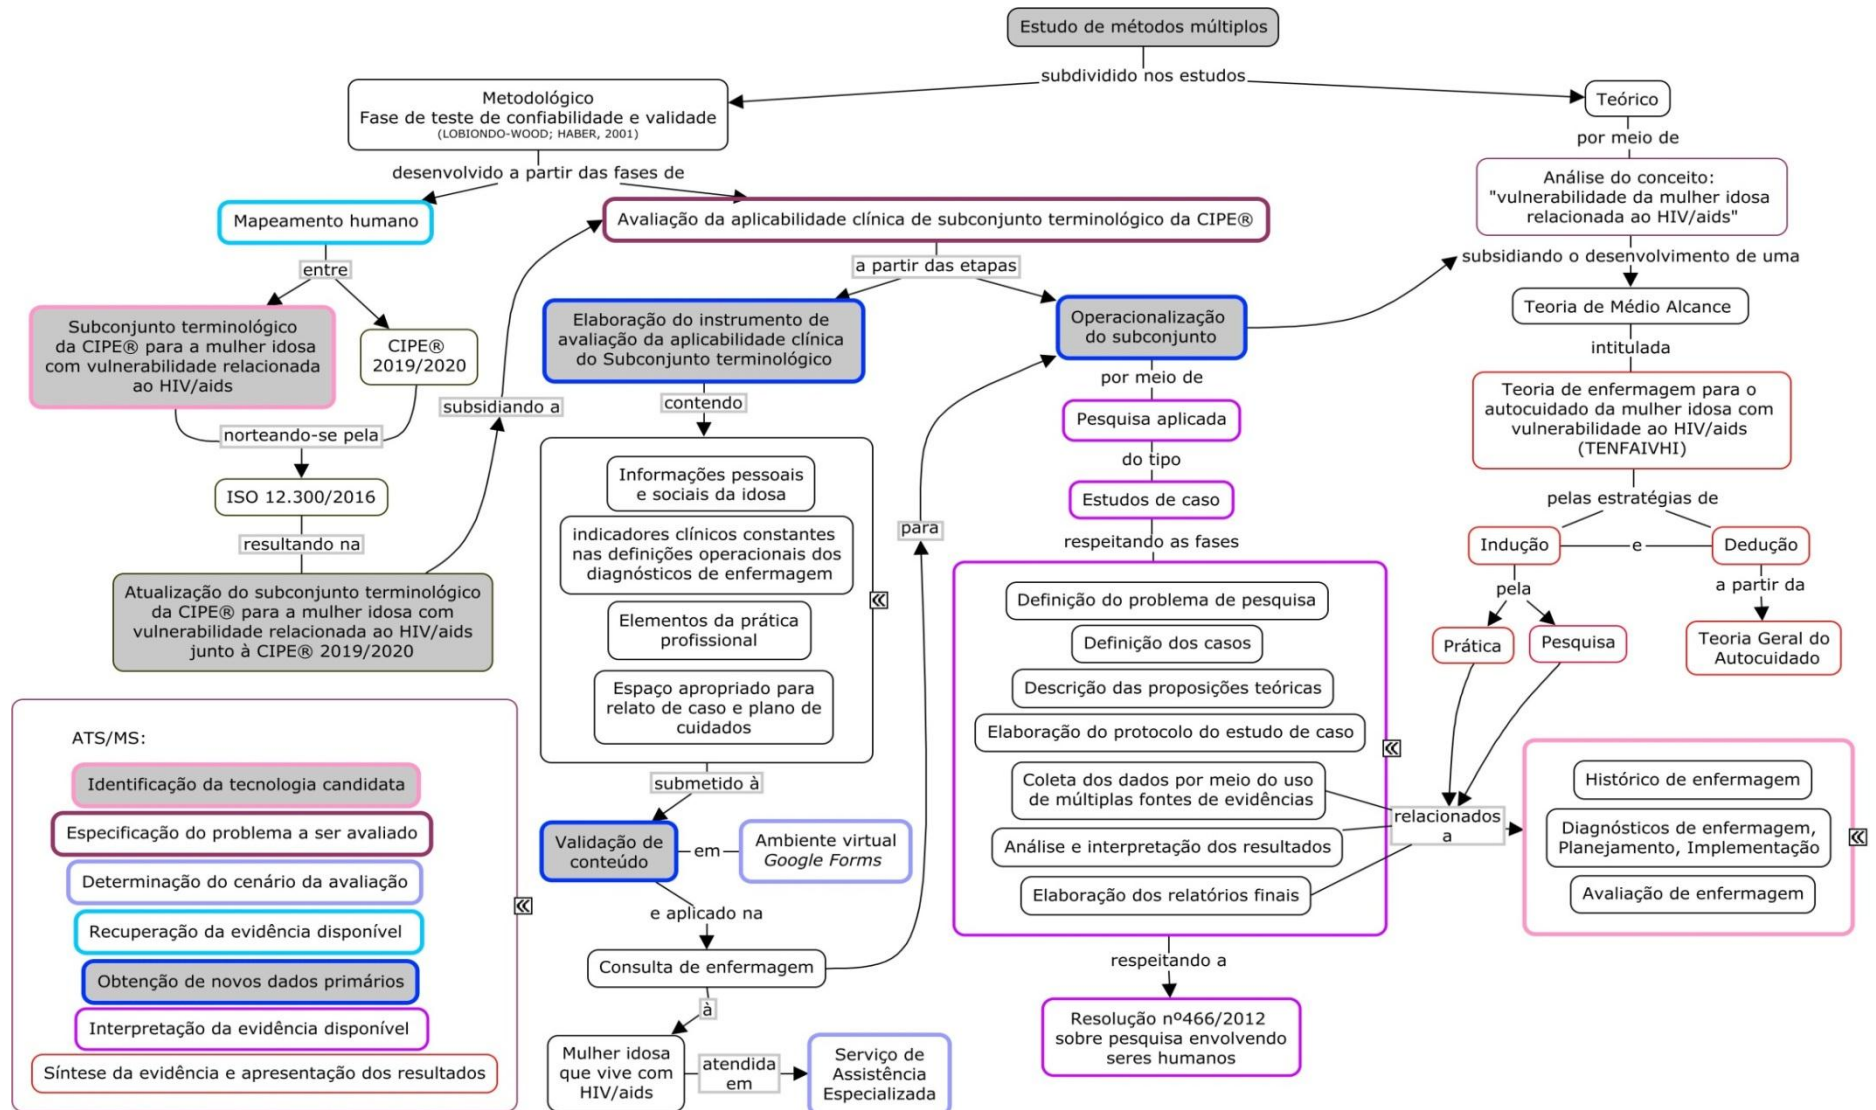 Estudo de métodos múltiplos
subdividido nos estudos
Metodológico
Fase de teste de confiabilidade e validade
(LOBIONDO-WOOD; HABER, 2001)
Teórico
desenvolvido a partir das fases de
Mapeamento humano
entre
Subconjunto terminológico
da CIPE® para a mulher idosa
com vulnerabilidade relacionada
ao HIV/aids
CIPE®
2019/2020
norteando-se pela
ISO 12.300/2016
resultando na
Atualização do subconjunto terminológico
da CIPE® para a mulher idosa com
vulnerabilidade relacionada ao HIV/aids
junto à CIPE® 2019/2020
subsidiando a
Avaliação da aplicabilidade clínica de subconjunto terminológico da CIPE®
a partir das etapas
Elaboração do instrumento de
avaliação da aplicabilidade clínica
do Subconjunto terminológico
contendo
Informações pessoais
e sociais da idosa
indicadores clínicos constantes
nas definições operacionais dos
diagnósticos de enfermagem
Elementos da prática
profissional
Espaço apropriado para
relato de caso e plano de
cuidados
submetido à
Validação de
conteúdo
em
Ambiente virtual
Google Forms
e aplicado na
Consulta de enfermagem
à
Mulher idosa
que vive com
HIV/aids
atendida
em
Serviço de
Assistência
Especializada
para
Operacionalização
do subconjunto
por meio de
Pesquisa aplicada
do tipo
Estudos de caso
respeitando as fases
Definição do problema de pesquisa
Definição dos casos
Descrição das proposições teóricas
Elaboração do protocolo do estudo de caso
Coleta dos dados por meio do uso
de múltiplas fontes de evidências
Análise e interpretação dos resultados
Elaboração dos relatórios finais
respeitando a
Resolução nº466/2012
sobre pesquisa envolvendo
seres humanos
por meio de
Análise do conceito:
"vulnerabilidade da mulher idosa
relacionada ao HIV/aids"
subsidiando o desenvolvimento de uma
Teoria de Médio Alcance
intitulada
Teoria de enfermagem para o
autocuidado da mulher idosa com
vulnerabilidade ao HIV/aids
(TENFAIVHI)
pelas estratégias de
Indução
e
Dedução
pela
a partir da
Prática
Pesquisa
Teoria Geral do
Autocuidado
relacionados
a
Histórico de enfermagem
Diagnósticos de enfermagem,
Planejamento, Implementação
Avaliação de enfermagem
ATS/MS:
Identificação da tecnologia candidata
Especificação do problema a ser avaliado
Determinação do cenário da avaliação
Recuperação da evidência disponível
Obtenção de novos dados primários
Interpretação da evidência disponível
Síntese da evidência e apresentação dos resultados